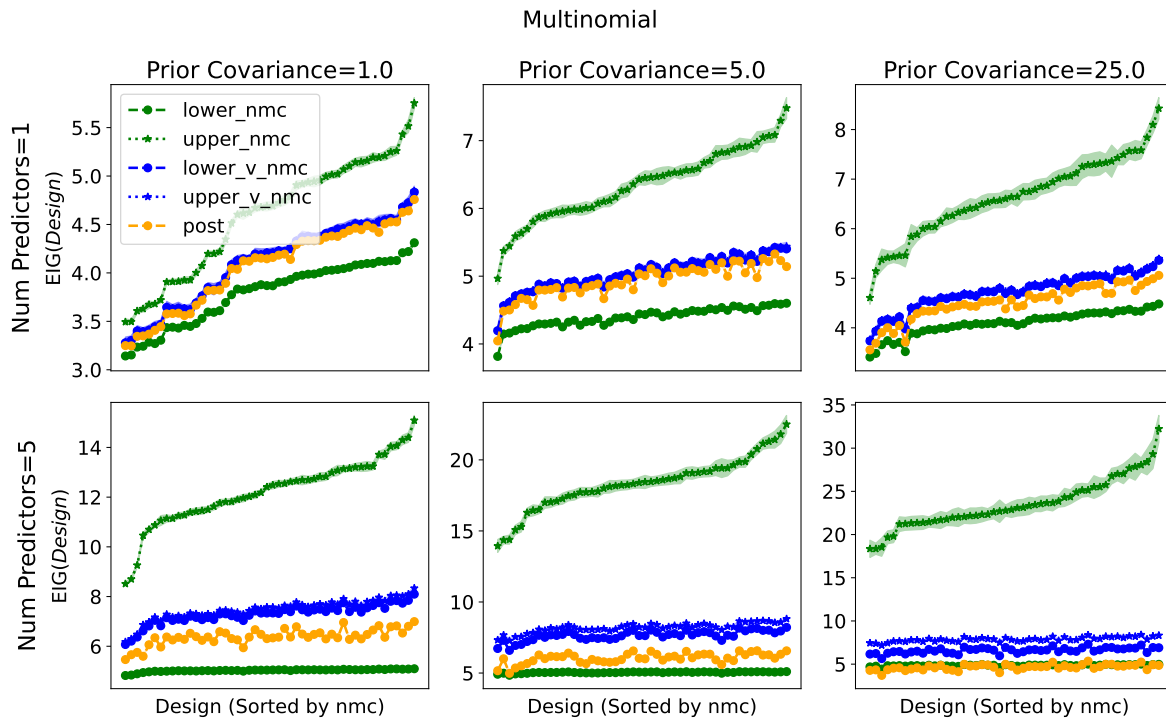 Multinomial
Prior Covariance=1.0
Prior Covariance=5.0
Prior Covariance=25.0
Num Predictors=1
EIG(Design)
5.5
5.0
4.5
4.0
3.5
3.0
lower_nmc
upper_nmc
lower_v_nmc
upper_v_nmc
post
7
6
5
4
8
7
6
5
4
Num Predictors=5
EIG(Design)
14
12
10
8
6
20
15
10
5
35
30
25
20
15
10
5
Design (Sorted by nmc)
Design (Sorted by nmc)
Design (Sorted by nmc)